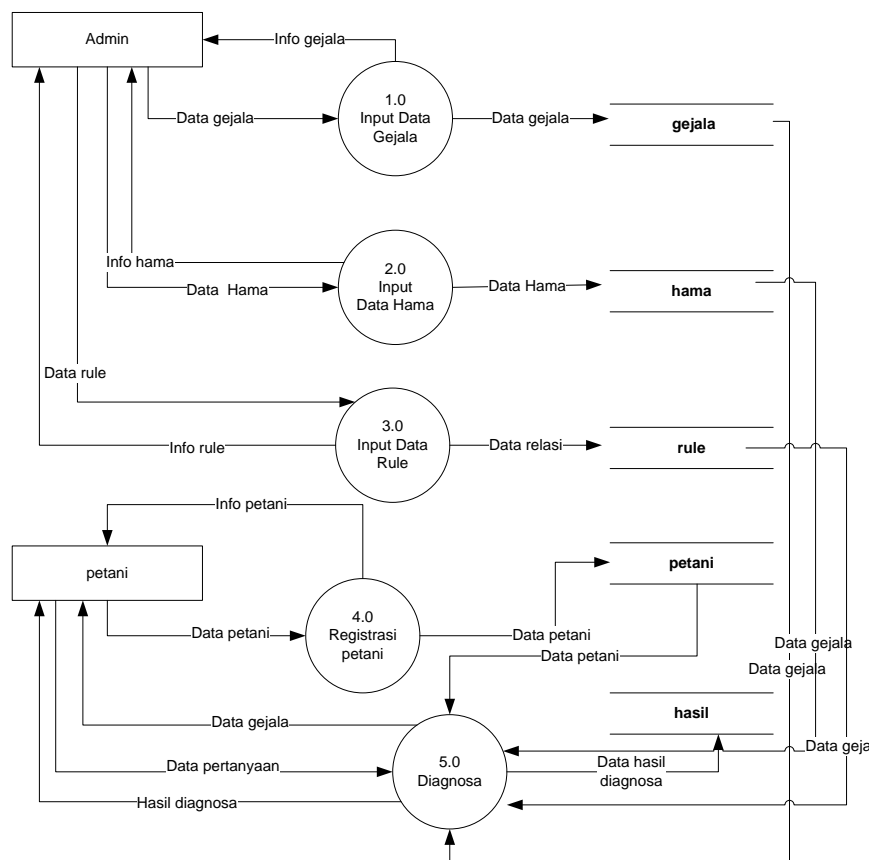 Admin
Info gejala
1.0
Input Data
Gejala
Data gejala
Data gejala
gejala
Info hama
2.0
Input
Data Hama
Data  Hama
Data Hama
hama
Data rule
3.0
Input Data
Rule
Info rule
Data relasi
rule
Info petani
petani
petani
4.0
Registrasi
petani
Data petani
Data petani
Data petani
Data gejala
Data gejala
hasil
Data gejala
Data geja
5.0
Diagnosa
Data pertanyaan
Data hasil
diagnosa
Hasil diagnosa